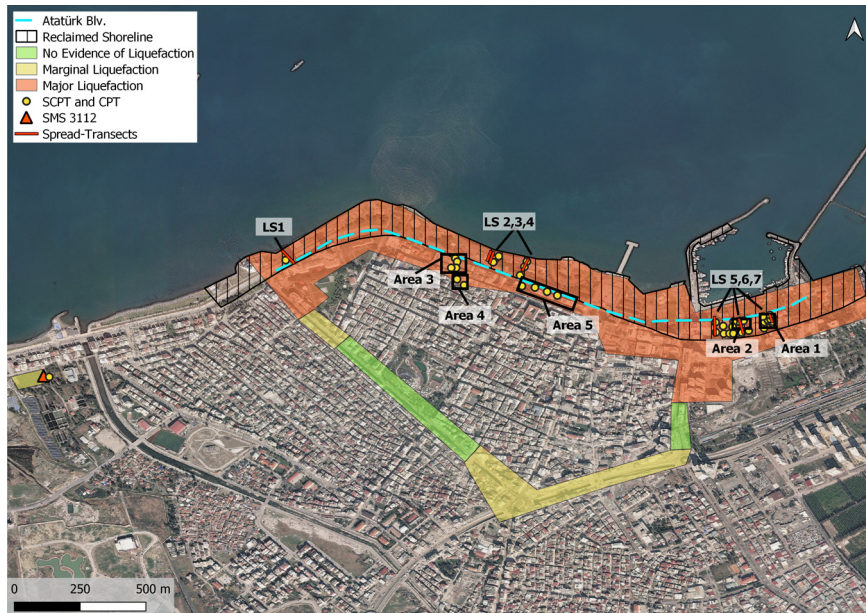 Atatürk Blv.
Reclaimed Shoreline
No Evidence of Liquefaction
Marginal Liquefaction
Major Liquefaction
SCPT and CPT
SMS 3112
Spread-Transects
LS1
LS 2,3,4
Area 3
Area 4
Area 5
LS 5,6,7
Area 2
Area 1
0 250 500 m